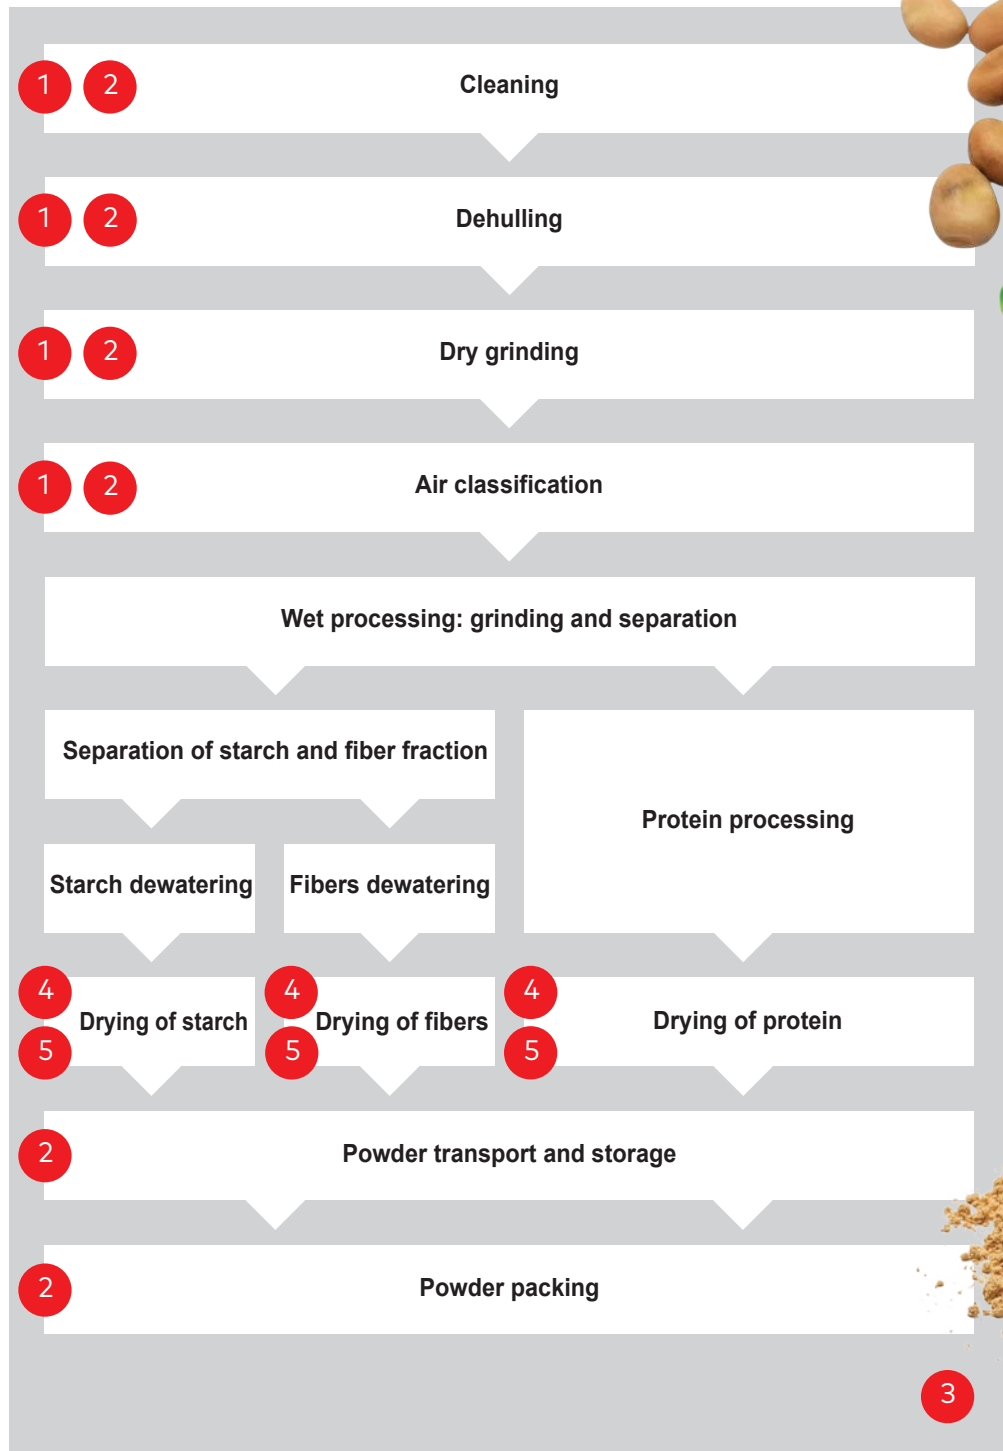 1 2 Cleaning
1 2 Dehulling
1 2 Dry grinding
1 2 Air classification
Wet processing: grinding and separation
Separation of starch and fiber fraction
Protein processing
Starch dewatering
Fibers dewatering
4
5
Drying of starch
4
5
Drying of fibers
4
5
Drying of protein
2 Powder transport and storage
2 Powder packing
3